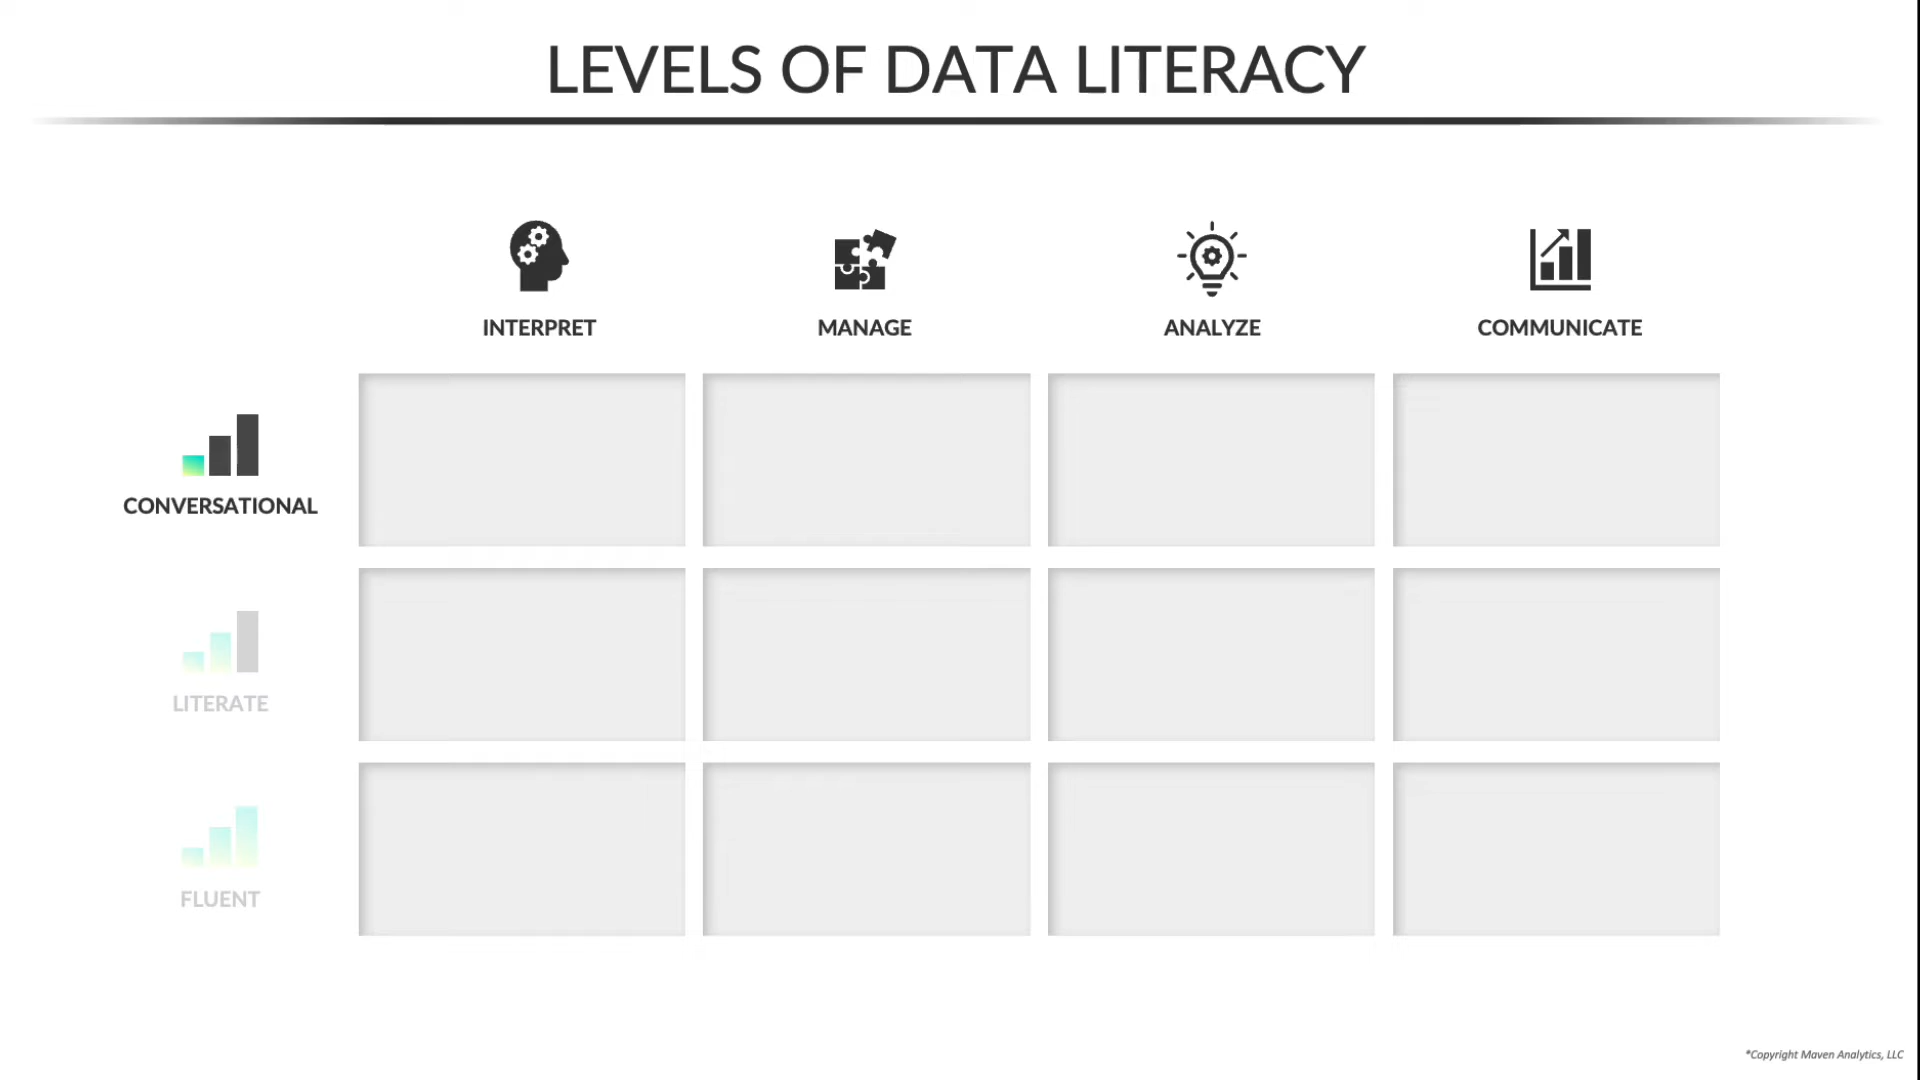 LEVELS OF DATA LITERACY
INTERPRET
MANAGE
ANALYZE
COMMUNICATE
CONVERSATIONAL
LITERATE
FLUENT
*Copyright Maven Analytics, LLC